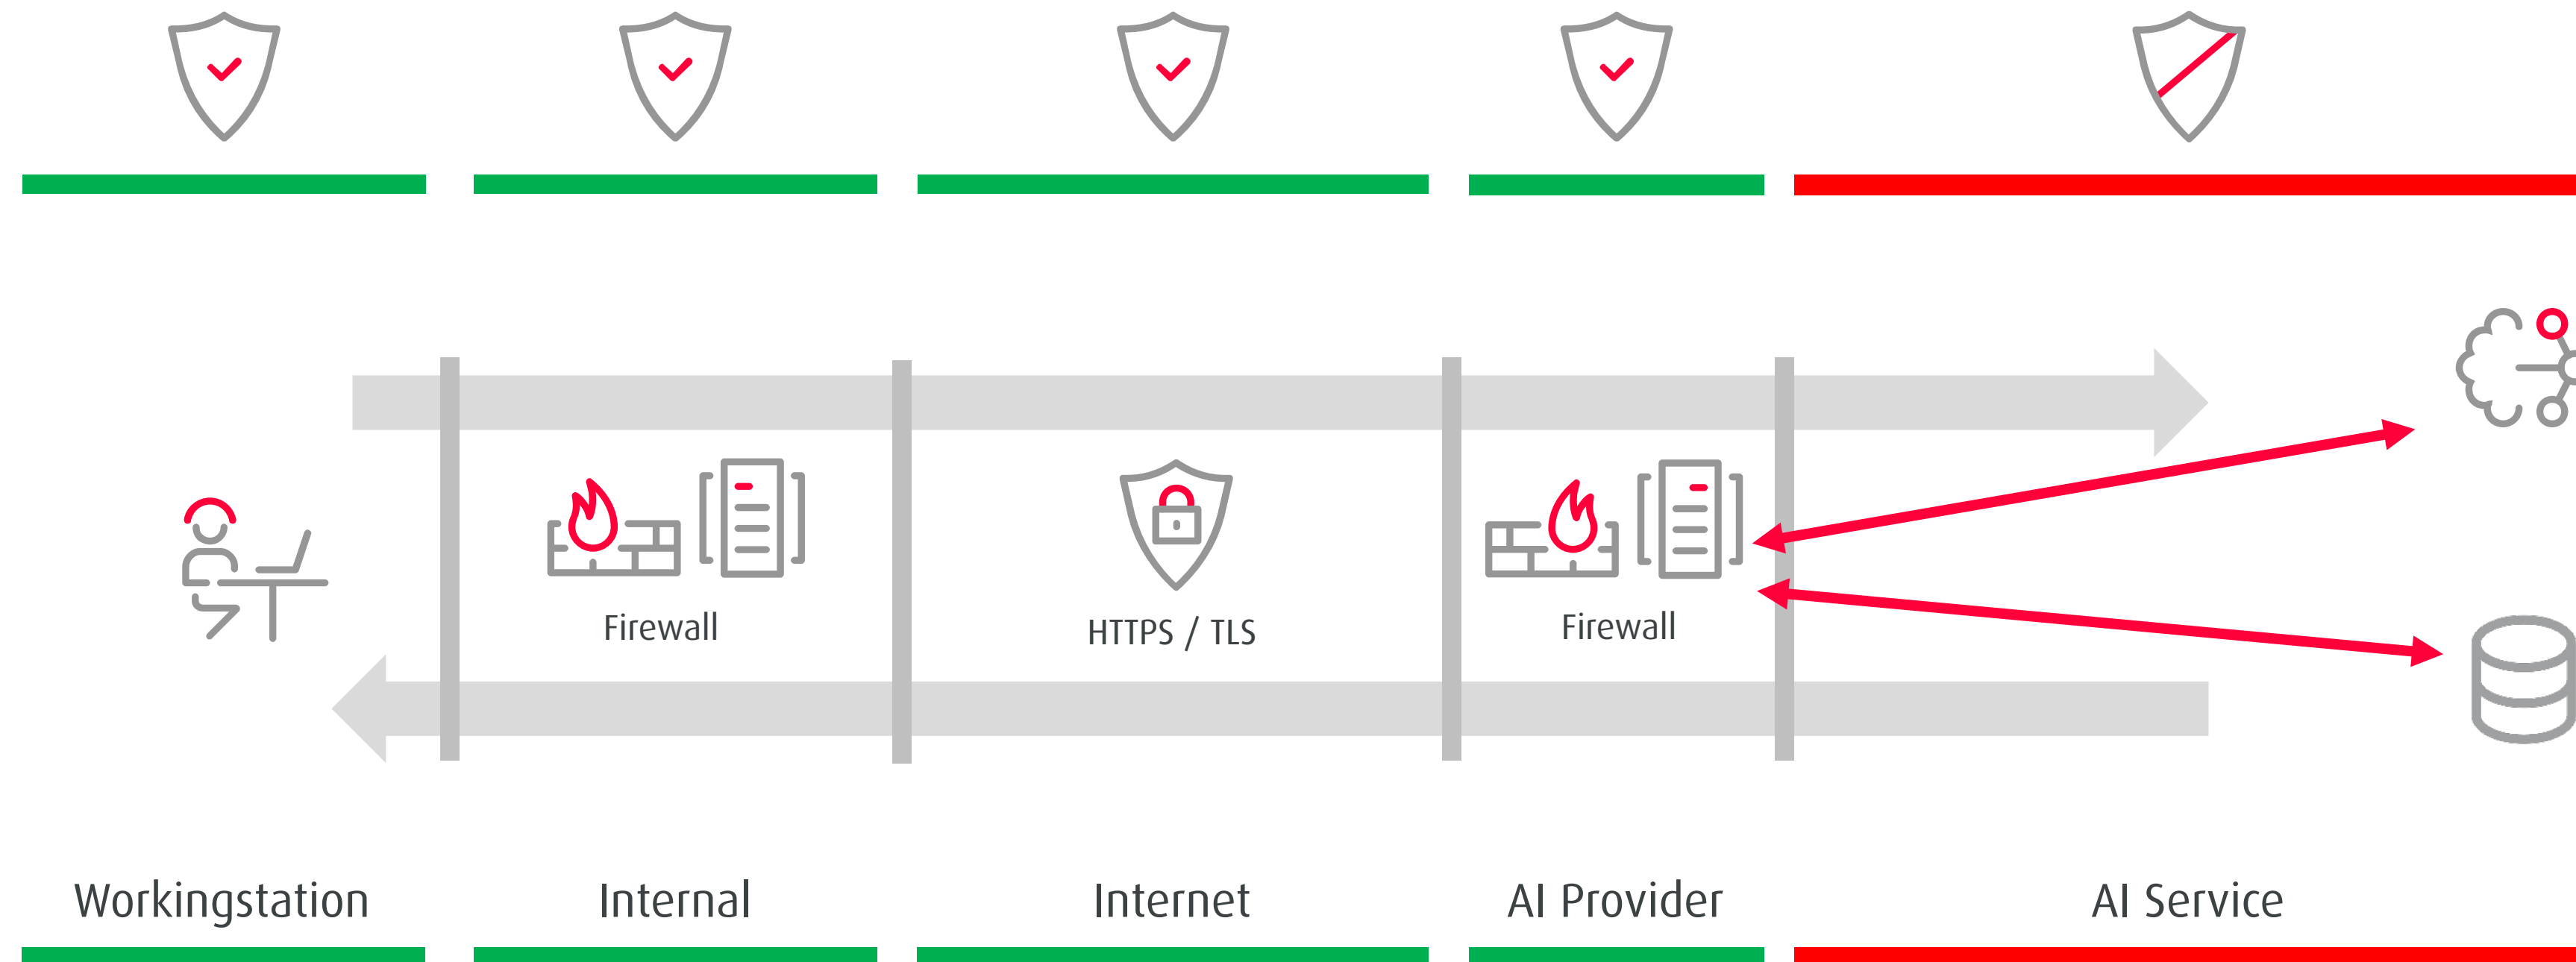 Firewall
HTTPS / TLS
Firewall
Workingstation
Internal
Internet
AI Provider
AI Service